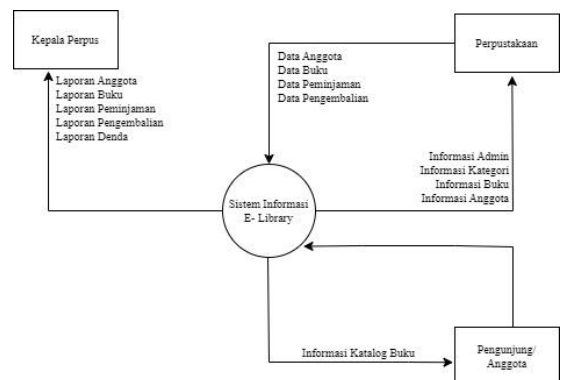 Kepala Perpus
Perpustakaan
Data Anggota
Data Buku
Data Peminjaman
Data Pengembalian
Laporan Anggota
Laporan Buku
Laporan Peminjaman
Laporan Pengembalian
Laporan Denda
Informasi Admin
Informasi Kategori
Informasi Buku
Informasi Anggota
Sistem Informasi
E- Library
Informasi Katalog Buku
Pengunjung/
Anggota